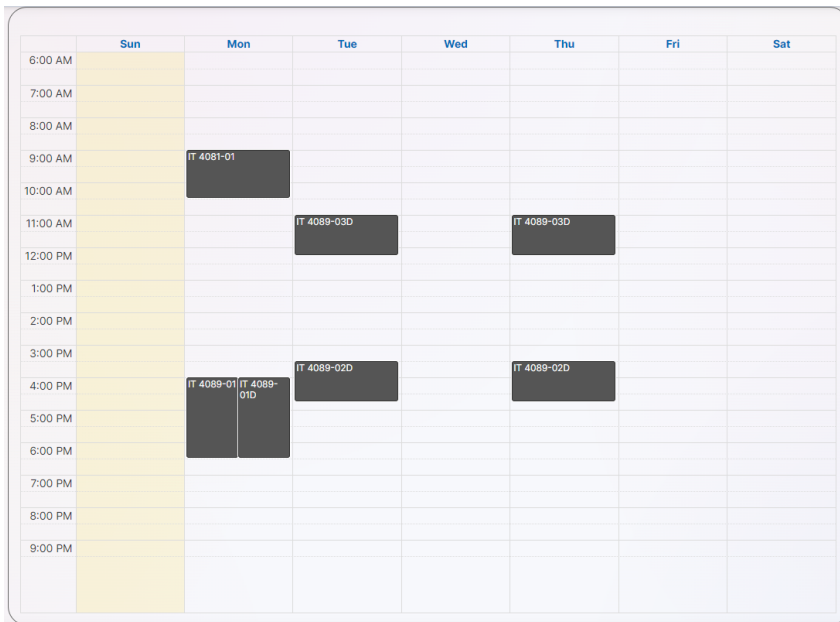 Sun Mon Tue Wed Thu Fri Sat
6:00 AM
7:00 AM
8:00 AM
9:00 AM
IT 4081-01
10:00 AM
11:00 AM
IT 4089-03D
IT 4089-03D
12:00 PM
1:00 PM
2:00 PM
3:00 PM
IT 4089-02D
IT 4089-02D
4:00 PM
IT 4089-01
IT 4089-
01D
5:00 PM
6:00 PM
7:00 PM
8:00 PM
9:00 PM